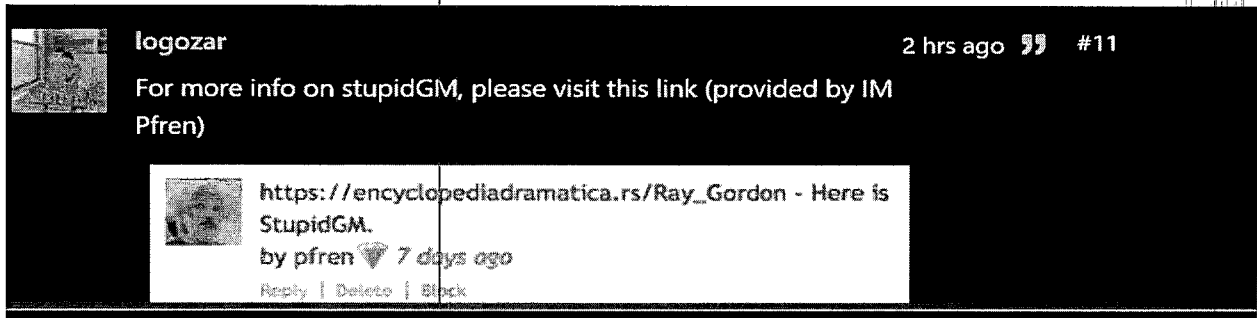 logozar
2 hrs ago #11
For more info on stupidGM, please visit this link (provided by IM
Pfren)
https://encyclopediadramatica.rs/Ray_Gordon - Here is
StupidGM.
by pfren 7 days ago
Reply | Delete | Block